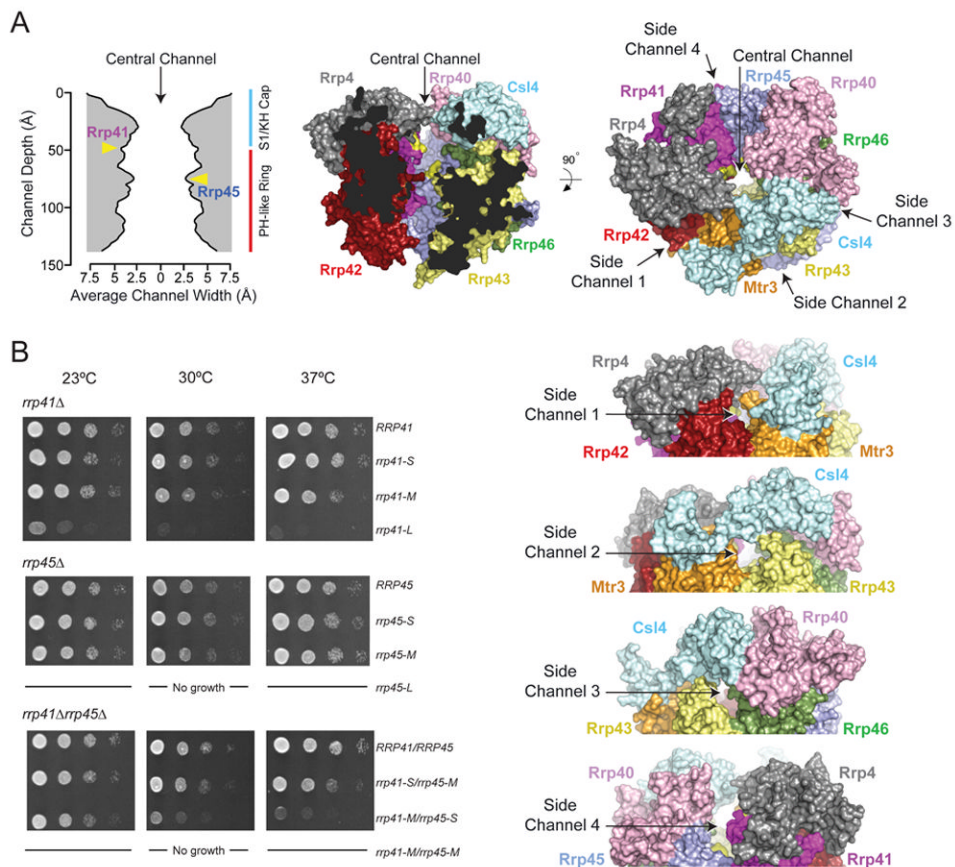 A
Central Channel
0
50
100
150
Channel Depth (Å)
Rrp41
Rrp45
S1/KH Cap
PH-like Ring
7.5 5 2.5 0 2.5 5 7.5
Average Channel Width (Å)
Central Channel
Rrp4
Rrp40
Csl4
Rrp42
Rrp46
Rrp43
90°
Side
Channel 4
Central Channel
Rrp41
Rrp45
Rrp40
Rrp4
Rrp46
Side
Channel 3
Rrp42
Csl4
Side
Channel 1
Rrp43
Mtr3
Side Channel 2
B
23ºC 30ºC 37ºC
rrp41Δ
RRP41
rrp41-S
rrp41-M
rrp41-L
rrp45Δ
RRP45
rrp45-S
rrp45-M
No growth
rrp45-L
rrp41Δrrp45Δ
RRP41/RRP45
rrp41-S/rrp45-M
rrp41-M/rrp45-S
No growth
rrp41-M/rrp45-M
Rrp4
Csl4
Side
Channel 1
Rrp42
Mtr3
Csl4
Side
Channel 2
Mtr3
Rrp43
Rrp40
Csl4
Side
Channel 3
Rrp43
Rrp46
Rrp40
Rrp4
Side
Channel 4
Rrp45
Rrp41